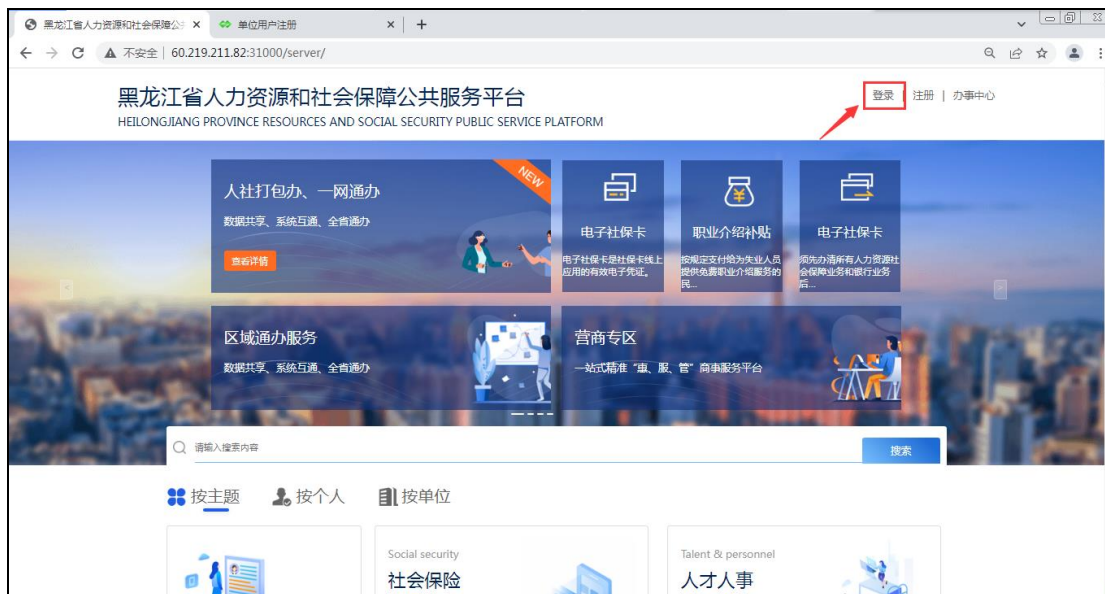 黑龙江省人力资源和社会保障公共
单位用户注册
不安全 | 60.219.211.82:31000/server/
黑龙江省人力资源和社会保障公共服务平台
登录 | 注册 | 办事中心
HEILONGJIANG PROVINCE RESOURCES AND SOCIAL SECURITY PUBLIC SERVICE PLATFORM
人社打包办、一网通办
数据共享、系统互通、全省通办
查看详情
NEW
电子社保卡
电子社保卡是社保卡线上
应用的有效电子凭证。
职业介绍补贴
按规定支付给为失业人员
提供免费职业介绍服务的
民...
电子社保卡
须先办清所有人力资源社
会保障业务和银行业务
后...
区域通办服务
数据共享、系统互通、全省通办
营商专区
一站式精准“事、服、管”商事服务平台
请输入搜索内容
搜索
按主题
按个人
按单位
Social security
社会保险
Talent & personnel
人才人事